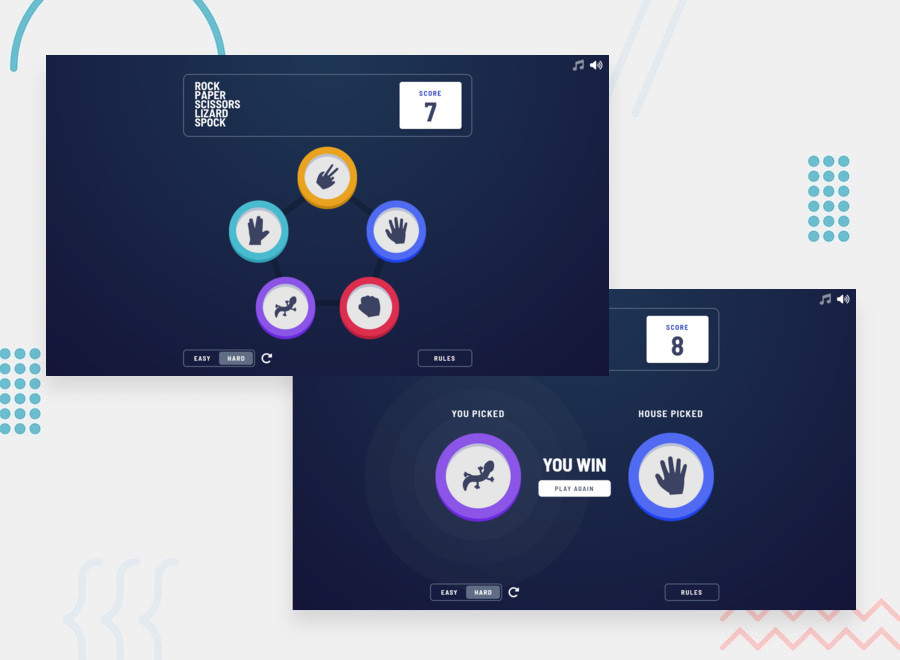 ROCK
PAPER
SCISSORS
LIZARD
SPOCK
SCORE
7
EASY
HARD
RULES
SCORE
8
YOU PICKED
HOUSE PICKED
YOU WIN
PLAY AGAIN
EASY
HARD
RULES